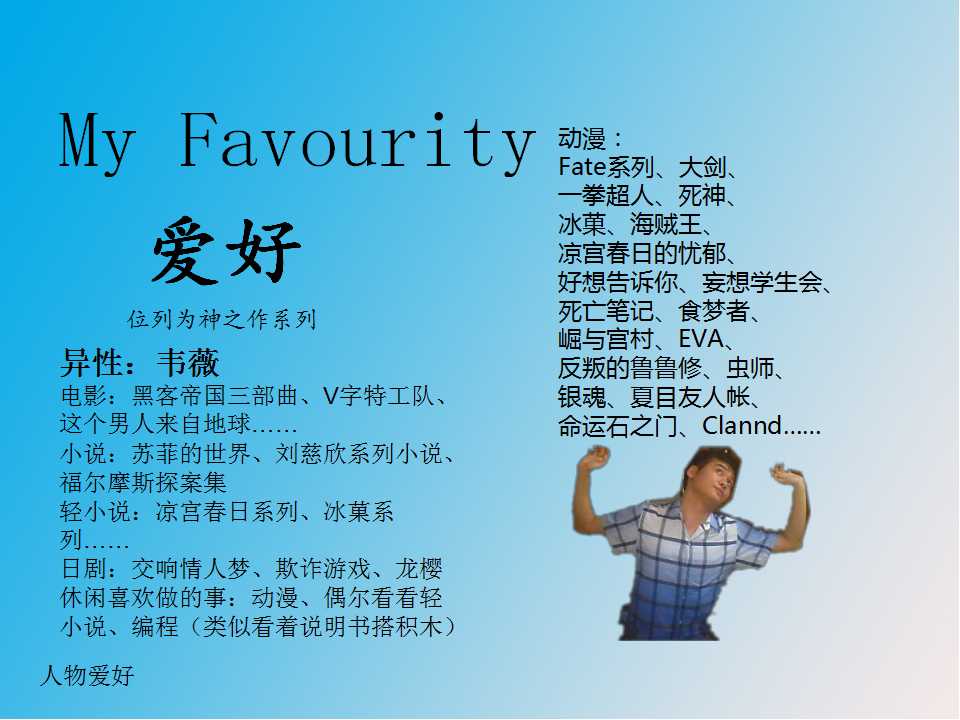 My Favourity
爱好
位列为神之作系列
异性：韦薇
电影：黑客帝国三部曲、V字特工队、
这个男人来自地球……
小说：苏菲的世界、刘慈欣系列小说、
福尔摩斯探案集
轻小说：凉宫春日系列、冰菓系
列……
日剧：交响情人梦、欺诈游戏、龙樱
休闲喜欢做的事：动漫、偶尔看看轻
小说、编程（类似看着说明书搭积木）
动漫：
Fate系列、大剑、
一拳超人、死神、
冰菓、海贼王、
凉宫春日的忧郁、
好想告诉你、妄想学生会、
死亡笔记、食梦者、
崛与宫村、EVA、
反叛的鲁鲁修、虫师、
银魂、夏目友人帐、
命运石之门、Clannd……
人物爱好